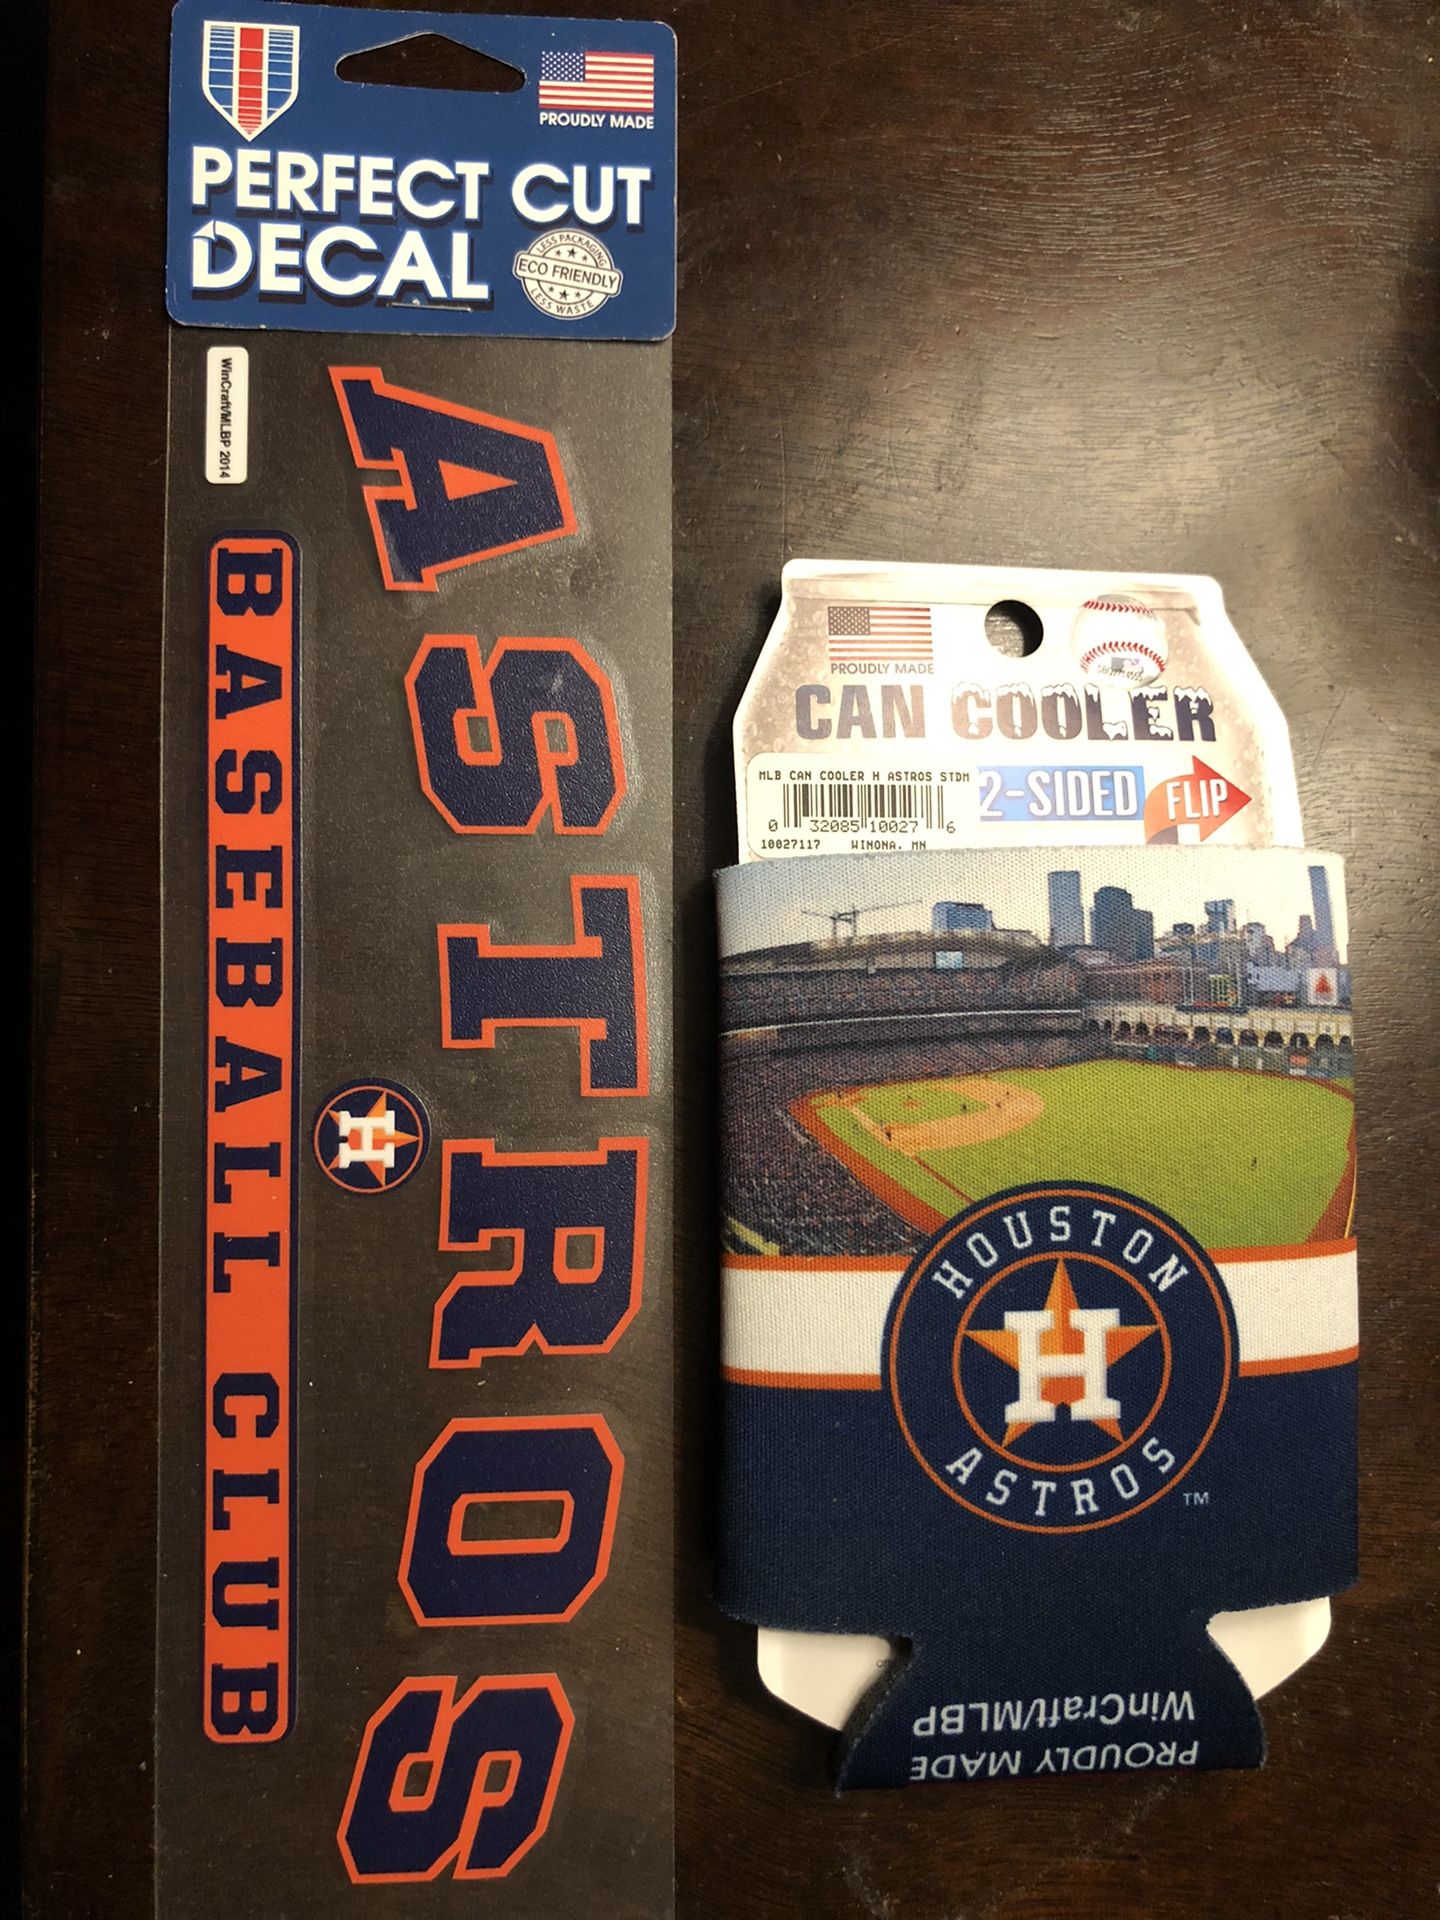 PROUDLY MADE
PERFECT CUT
DECAL
LESS PACKAGING
ECO FRIENDLY
LESS WASTE
WinCraft/MLBP 2014
ASTROS
H
BASEBALL CLUB
PROUDLY MADE
CAN COOLER
MLB CAN COOLER H ASTROS STDM
0 32085 10027 6
10027117 WINONA, MN
2-SIDED
FLIP
HOUSTON
H
ASTROS
TM
WinCraft/MLBP
PROUDLY MADE